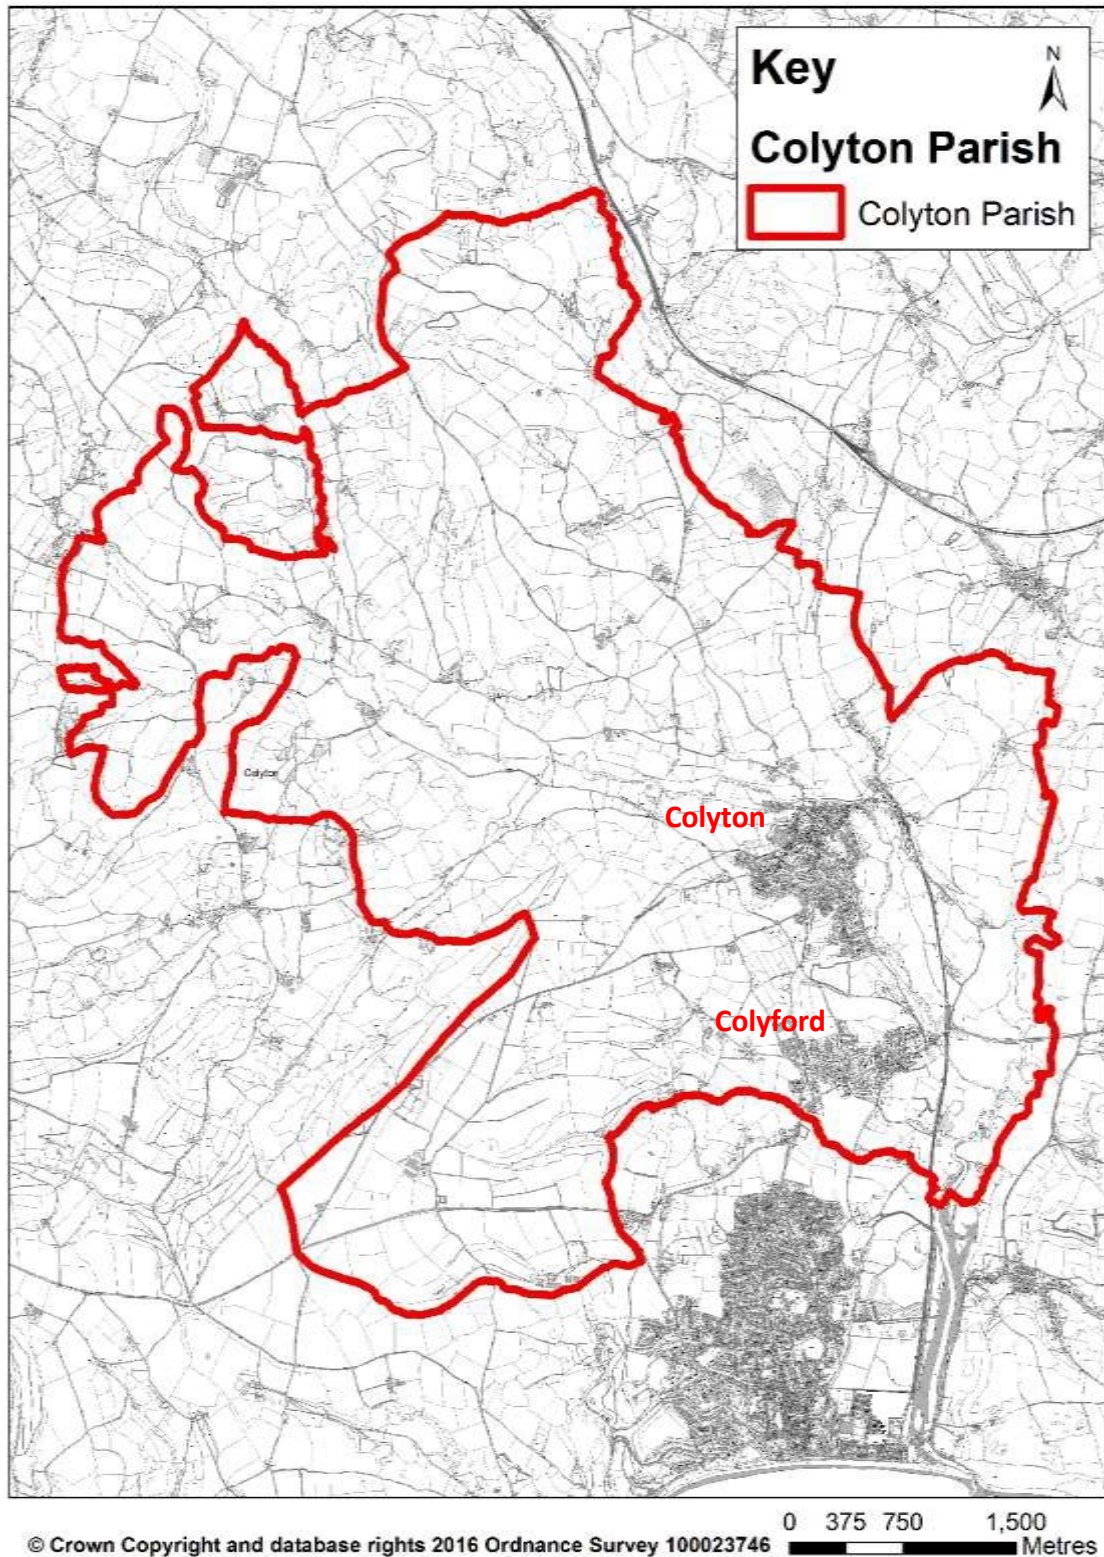 Key
N
Colyton Parish
Colyton Parish
Colyton
Colyton
Colyford
0 375 750 1,500
Metres
© Crown Copyright and database rights 2016 Ordnance Survey 100023746